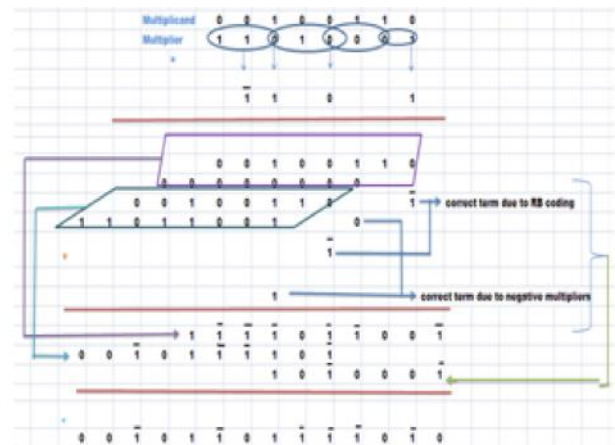 Multiplicand 0 0 1 0 0 1 1 0
Multiplier 1 1 0 1 0 0 0 1
1̅ 1 0 1
0 0 1 0 0 1 1 0
0 0 0 0 0 0 0 0
0 0 1 0 0 1 1 0 1̅ correct term due to RB coding
1 1 0 1 1 0 0 1 0
1̅
1 correct term due to negative multipliers
1 1̅ 1̅ 1̅ 0 1̅ 1 0 0 1̅
0 0 1̅ 0 1 1̅ 1̅ 1 0 1̅
1 0 1̅ 0 0 0 1̅
0 0 1̅ 0 1 1̅ 0 1 1̅ 1̅ 1 0 1̅ 0